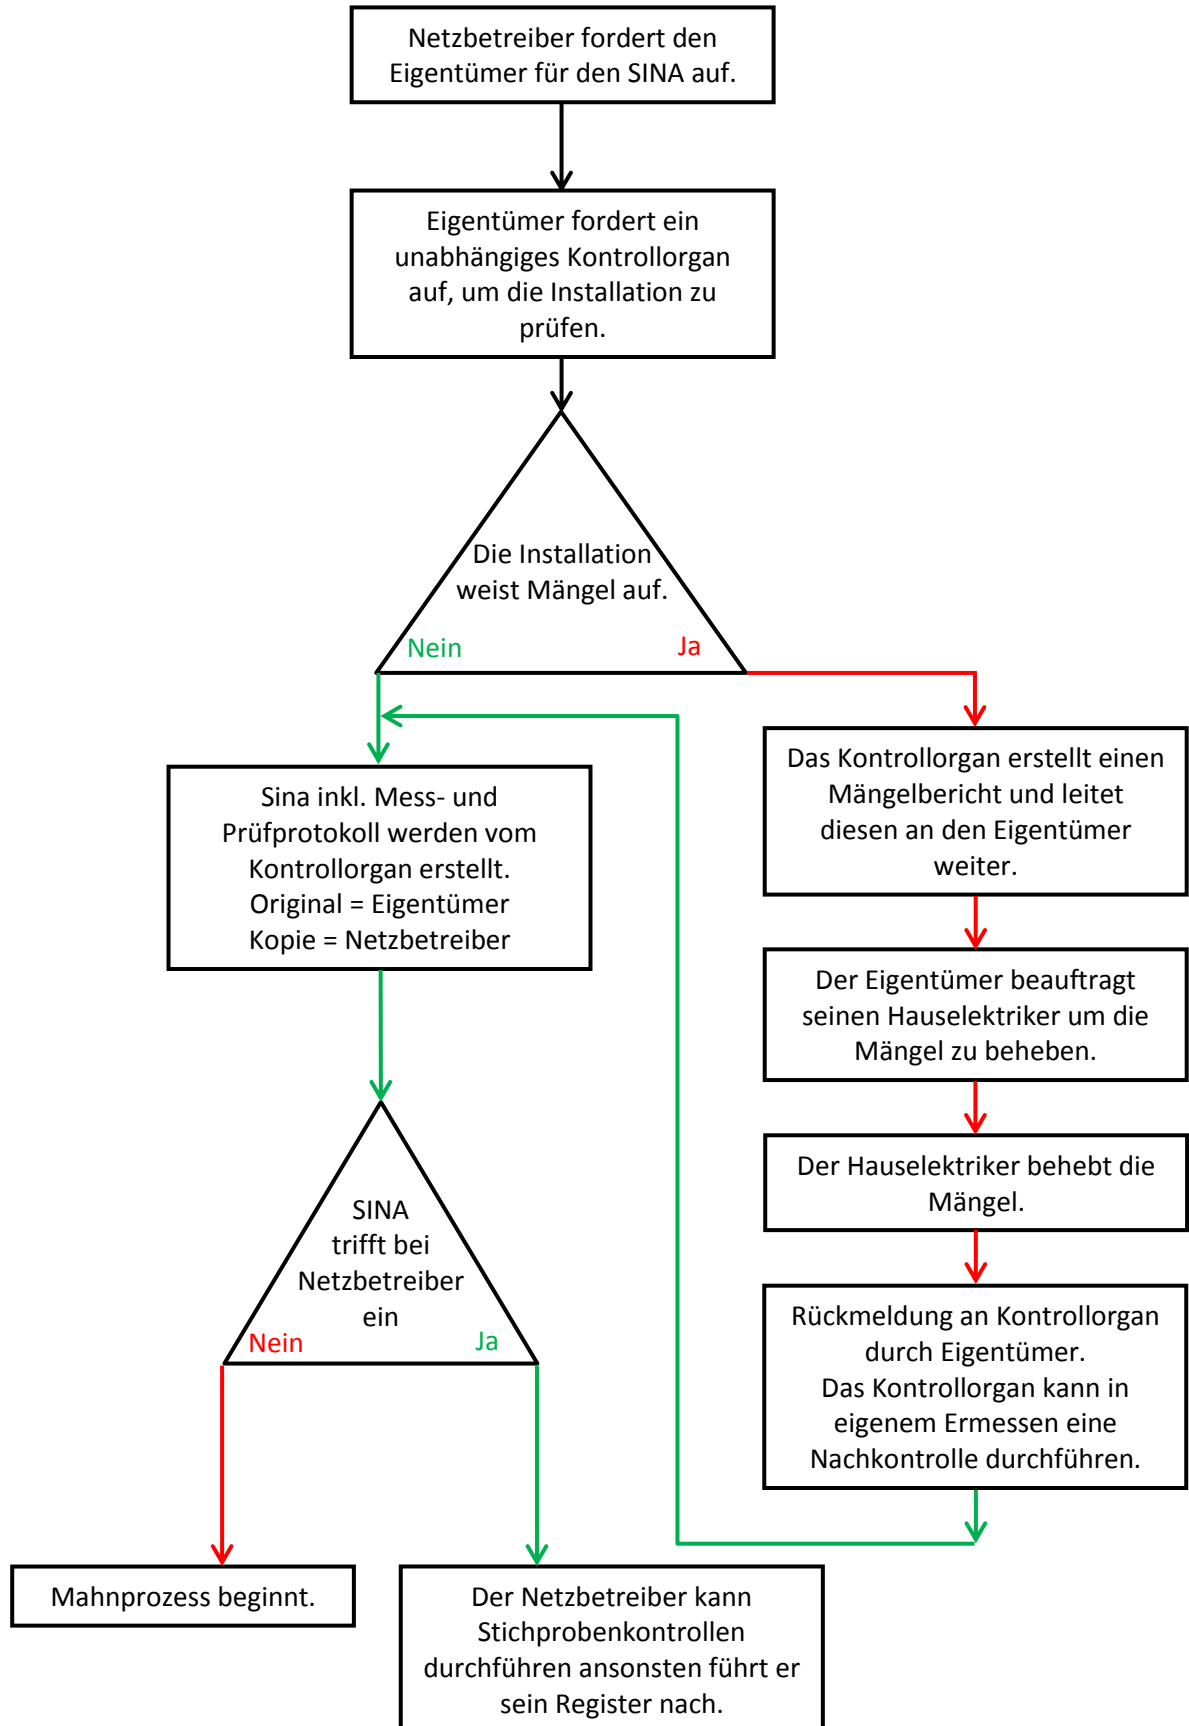 Netzbetreiber fordert den
Eigentümer für den SINA auf.
Eigentümer fordert ein
unabhängiges Kontrollorgan
auf, um die Installation zu
prüfen.
Die Installation
weist Mängel auf.
Nein
Ja
Das Kontrollorgan erstellt einen
Mängelbericht und leitet
diesen an den Eigentümer
weiter.
Der Eigentümer beauftragt
seinen Hauselektriker um die
Mängel zu beheben.
Der Hauselektriker behebt die
Mängel.
Rückmeldung an Kontrollorgan
durch Eigentümer.
Das Kontrollorgan kann in
eigenem Ermessen eine
Nachkontrolle durchführen.
Sina inkl. Mess- und
Prüfprotokoll werden vom
Kontrollorgan erstellt.
Original = Eigentümer
Kopie = Netzbetreiber
SINA
trifft bei
Netzbetreiber
ein
Nein
Ja
Mahnprozess beginnt.
Der Netzbetreiber kann
Stichprobenkontrollen
durchführen ansonsten führt er
sein Register nach.